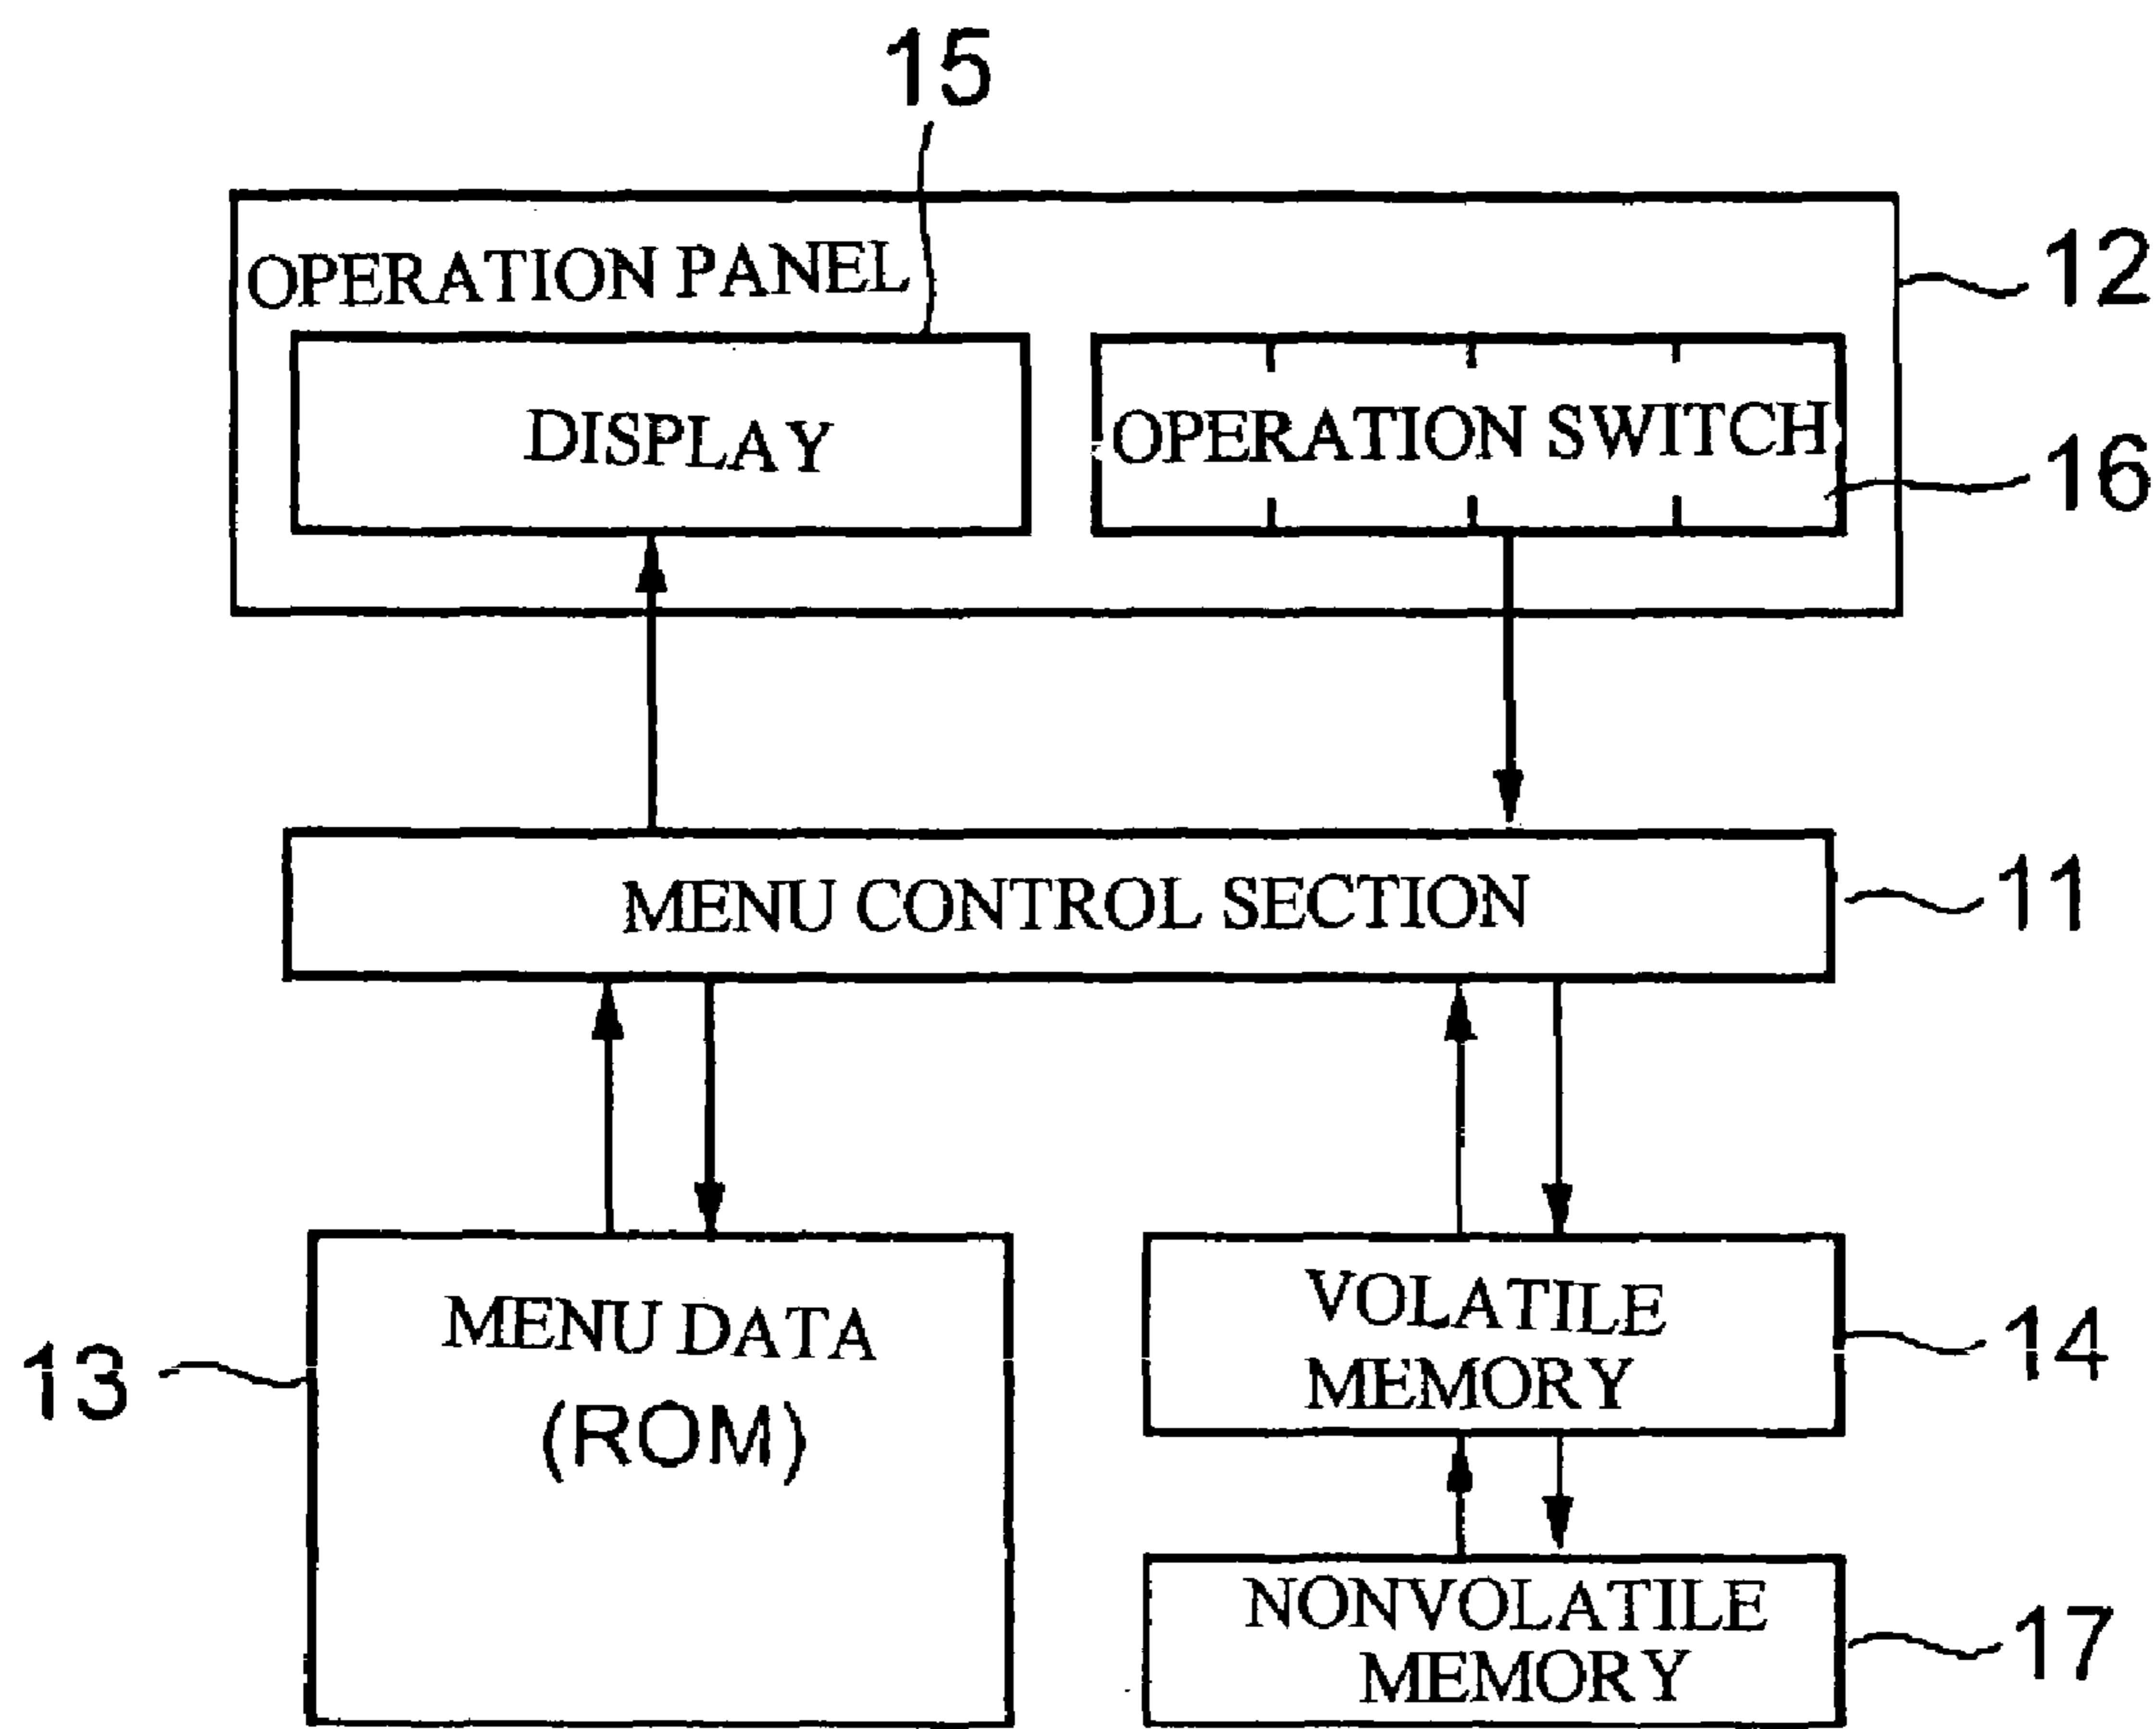 15
OPERATION PANEL
12
DISPLAY
OPERATION SWITCH
16
MENU CONTROL SECTION
11
MENU DATA
(ROM)
13
VOLATILE
MEMORY
14
NONVOLATILE
MEMORY
17